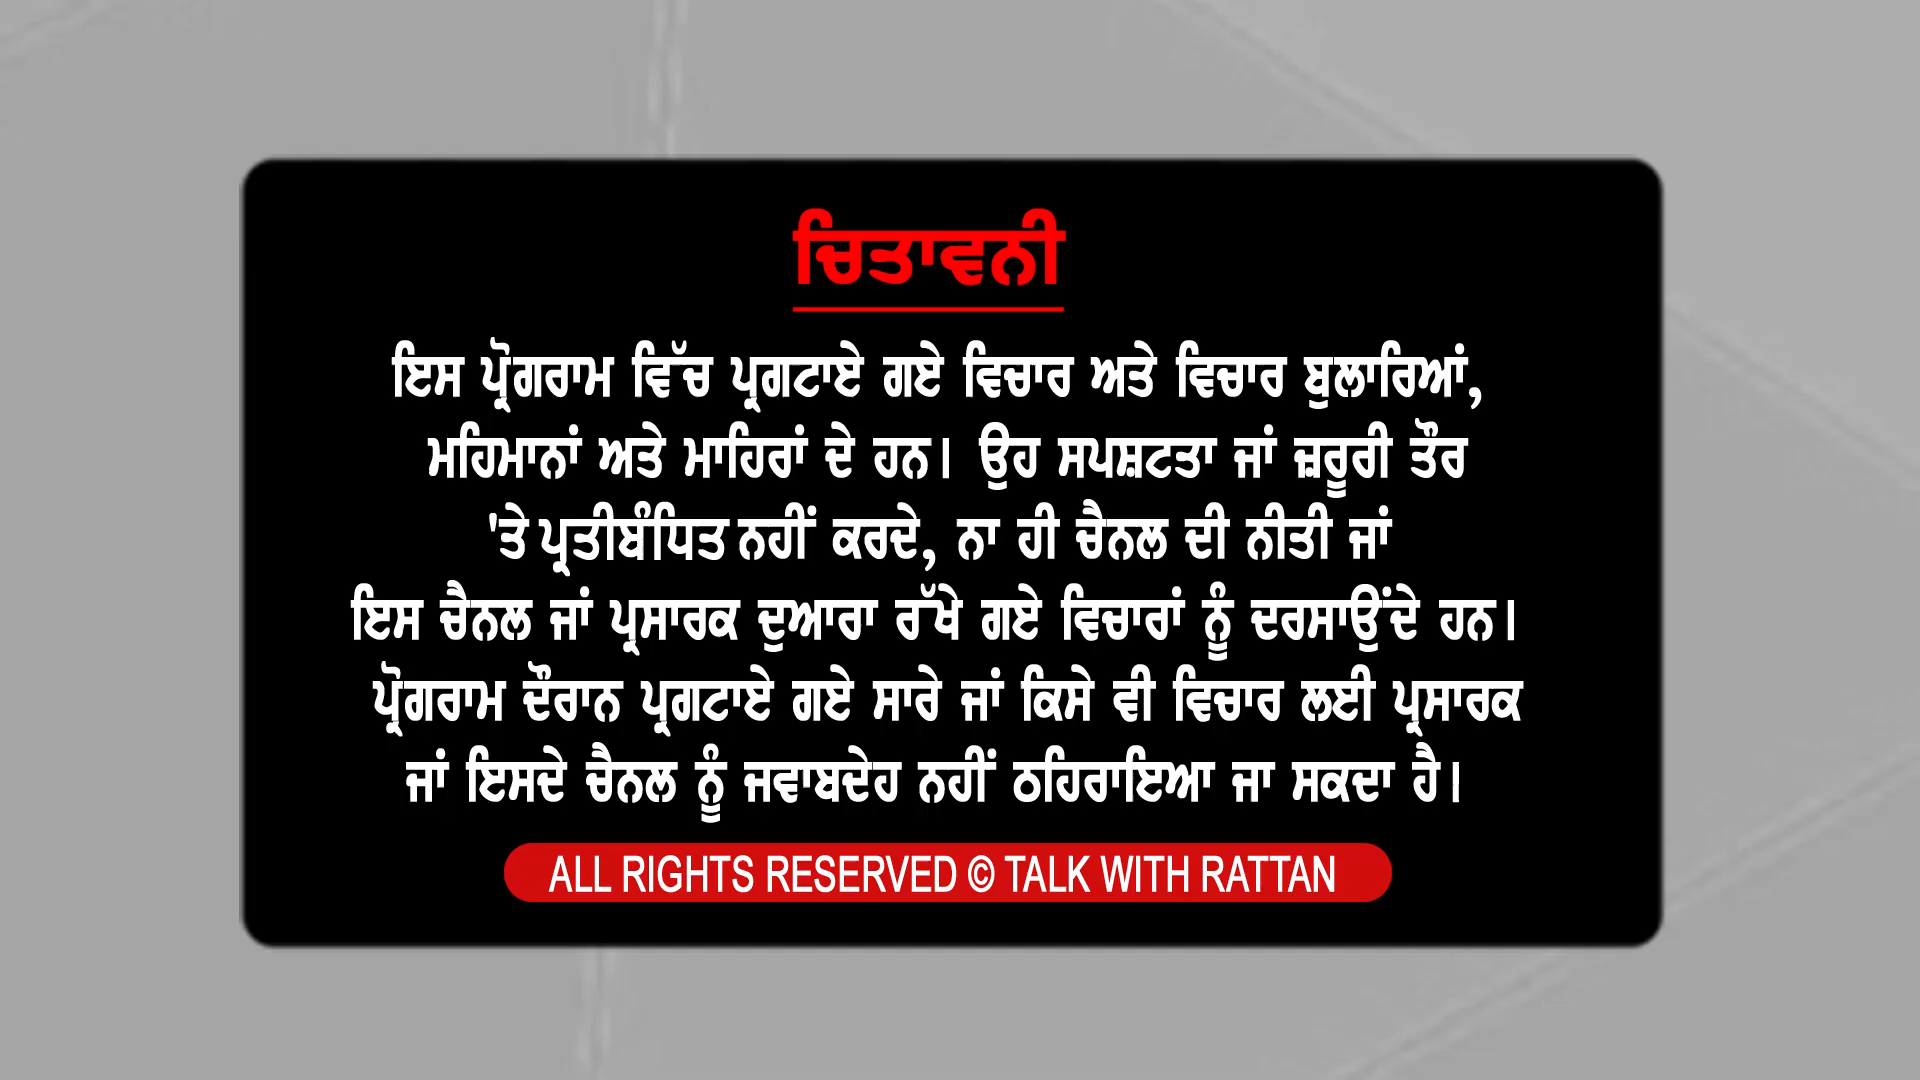 ਚਿਤਾਵਨੀ
ਇਸ ਪ੍ਰੋਗਰਾਮ ਵਿੱਚ ਪ੍ਰਗਟਾਏ ਗਏ ਵਿਚਾਰ ਅਤੇ ਵਿਚਾਰ ਬੁਲਾਰਿਆਂ,
ਮਹਿਮਾਨਾਂ ਅਤੇ ਮਾਹਿਰਾਂ ਦੇ ਹਨ। ਉਹ ਸਪਸ਼ਟਤਾ ਜਾਂ ਜ਼ਰੂਰੀ ਤੌਰ
'ਤੇ ਪ੍ਰਤੀਬੰਧਿਤ ਨਹੀਂ ਕਰਦੇ, ਨਾ ਹੀ ਚੈਨਲ ਦੀ ਨੀਤੀ ਜਾਂ
ਇਸ ਚੈਨਲ ਜਾਂ ਪ੍ਰਸਾਰਕ ਦੁਆਰਾ ਰੱਖੇ ਗਏ ਵਿਚਾਰਾਂ ਨੂੰ ਦਰਸਾਉਂਦੇ ਹਨ।
ਪ੍ਰੋਗਰਾਮ ਦੌਰਾਨ ਪ੍ਰਗਟਾਏ ਗਏ ਸਾਰੇ ਜਾਂ ਕਿਸੇ ਵੀ ਵਿਚਾਰ ਲਈ ਪ੍ਰਸਾਰਕ
ਜਾਂ ਇਸਦੇ ਚੈਨਲ ਨੂੰ ਜਵਾਬਦੇਹ ਨਹੀਂ ਠਹਿਰਾਇਆ ਜਾ ਸਕਦਾ ਹੈ।
ALL RIGHTS RESERVED © TALK WITH RATTAN